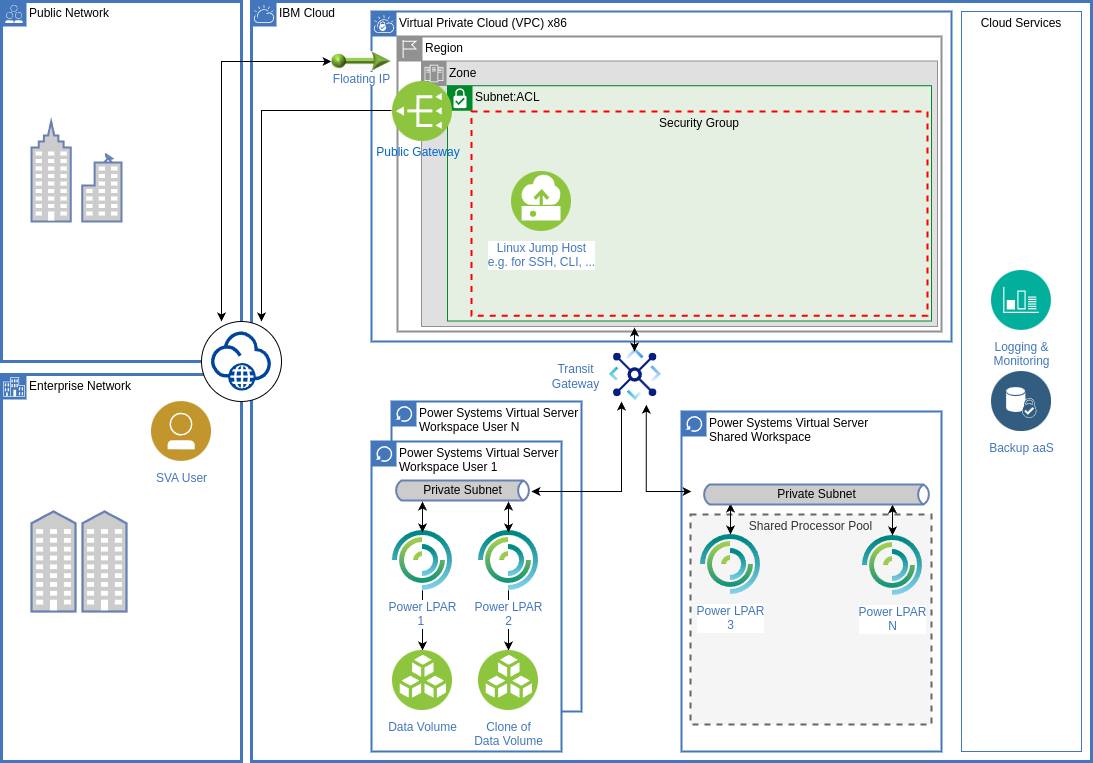 Public Network
IBM Cloud
Virtual Private Cloud (VPC) x86
Cloud Services
Region
Zone
Floating IP
Subnet:ACL
Security Group
Public Gateway
Linux Jump Host
e.g. for SSH, CLI, ...
Logging &
Monitoring
Backup aaS
Transit
Gateway
Enterprise Network
SVA User
Power Systems Virtual Server
Workspace User N
Power Systems Virtual Server
Workspace User 1
Private Subnet
Power LPAR
1
Power LPAR
2
Data Volume
Clone of
Data Volume
Power Systems Virtual Server
Shared Workspace
Private Subnet
Shared Processor Pool
Power LPAR
3
Power LPAR
N